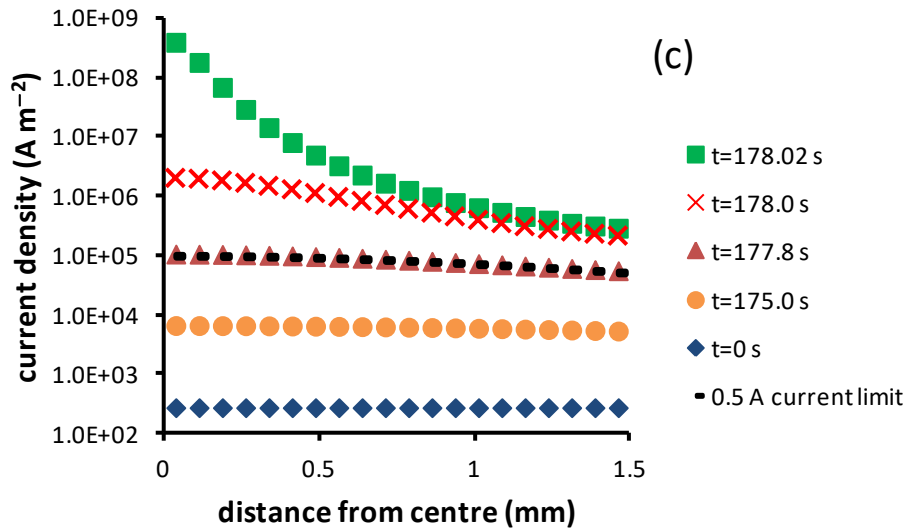 (c)
current density (A m⁻²)
1.0E+09
1.0E+08
1.0E+07
1.0E+06
1.0E+05
1.0E+04
1.0E+03
1.0E+02
0
0.5
1
1.5
distance from centre (mm)
t=178.02 s
t=178.0 s
t=177.8 s
t=175.0 s
t=0 s
0.5 A current limit